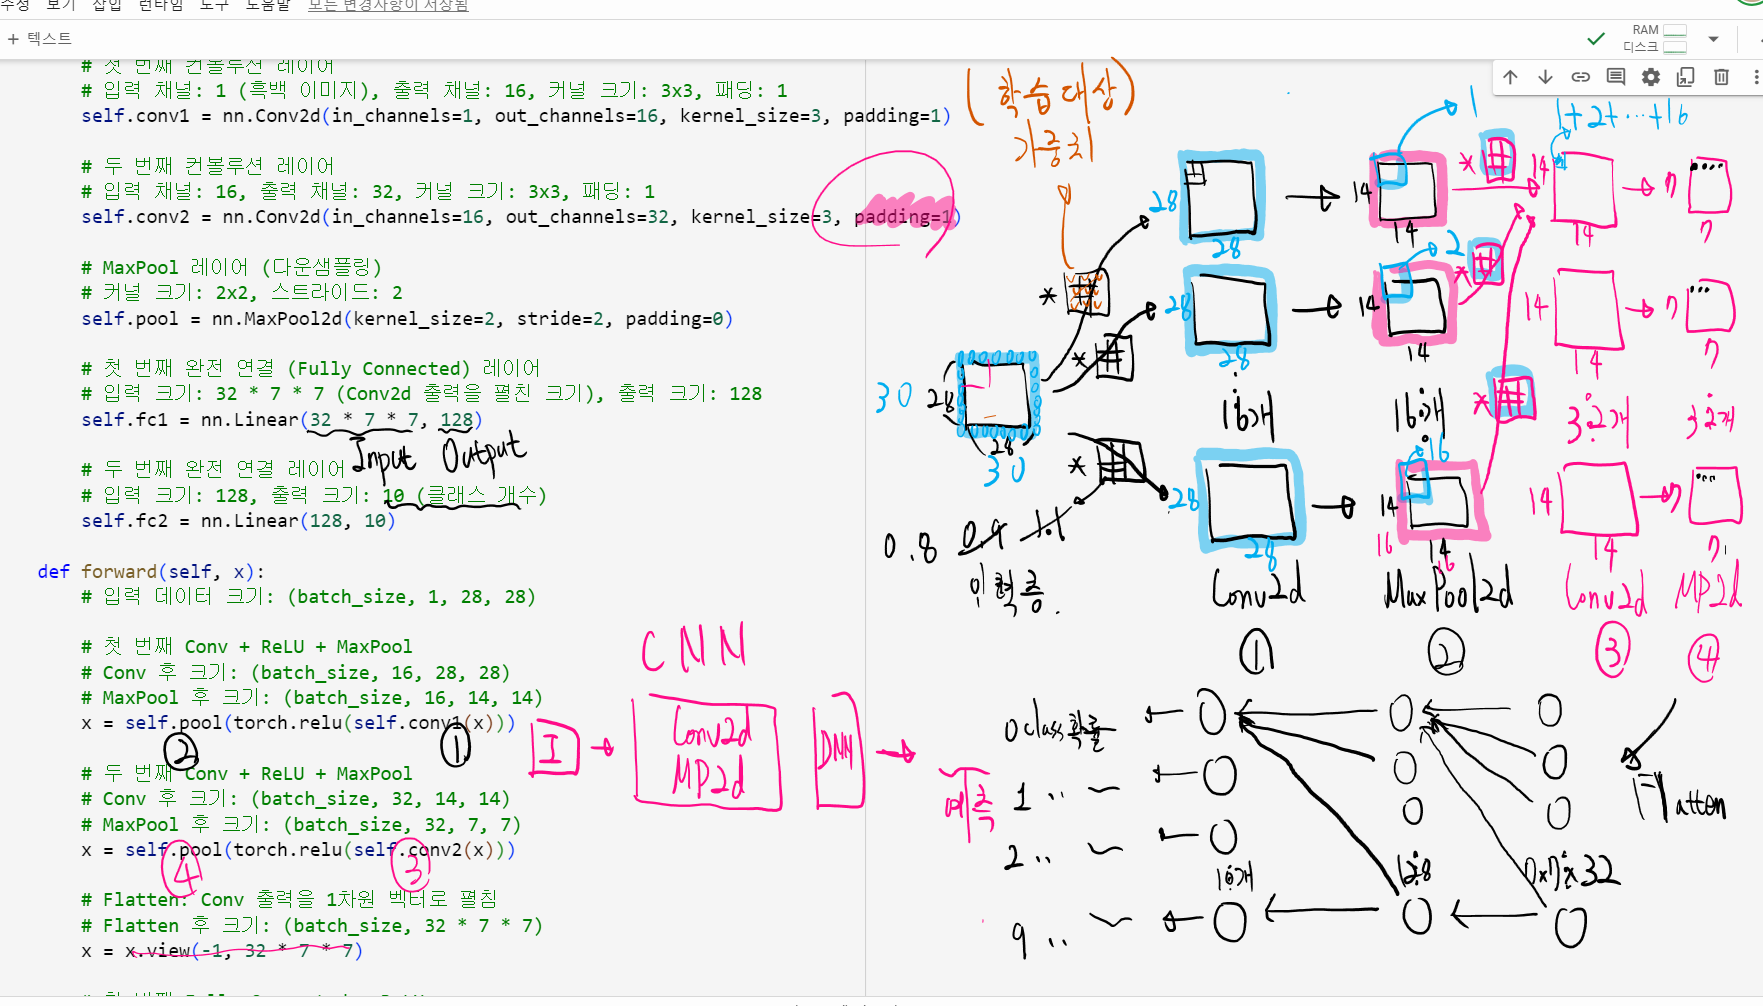 수정 보기 삽입 런타임 도구 도움말 모든 변경사항이 저장됨
+ 텍스트
RAM
디스크
# 첫 번째 컨볼루션 레이어
# 입력 채널: 1 (흑백 이미지), 출력 채널: 16, 커널 크기: 3x3, 패딩: 1
self.conv1 = nn.Conv2d(in_channels=1, out_channels=16, kernel_size=3, padding=1)
# 두 번째 컨볼루션 레이어
# 입력 채널: 16, 출력 채널: 32, 커널 크기: 3x3, 패딩: 1
self.conv2 = nn.Conv2d(in_channels=16, out_channels=32, kernel_size=3, padding=1)
# MaxPool 레이어 (다운샘플링)
# 커널 크기: 2x2, 스트라이드: 2
self.pool = nn.MaxPool2d(kernel_size=2, stride=2, padding=0)
# 첫 번째 완전 연결 (Fully Connected) 레이어
# 입력 크기: 32 * 7 * 7 (Conv2d 출력을 펼친 크기), 출력 크기: 128
self.fc1 = nn.Linear(32 * 7 * 7, 128)
Input Output
# 두 번째 완전 연결 레이어
# 입력 크기: 128, 출력 크기: 10 (클래스 개수)
self.fc2 = nn.Linear(128, 10)
def forward(self, x):
# 입력 데이터 크기: (batch_size, 1, 28, 28)
# 첫 번째 Conv + ReLU + MaxPool
# Conv 후 크기: (batch_size, 16, 28, 28)
# MaxPool 후 크기: (batch_size, 16, 14, 14)
x = self.pool(torch.relu(self.conv1(x)))
② ①
# 두 번째 Conv + ReLU + MaxPool
# Conv 후 크기: (batch_size, 32, 14, 14)
# MaxPool 후 크기: (batch_size, 32, 7, 7)
x = self.pool(torch.relu(self.conv2(x)))
④ ③
# Flatten: Conv 출력을 1차원 벡터로 펼침
# Flatten 후 크기: (batch_size, 32 * 7 * 7)
x = x.view(-1, 32 * 7 * 7)
CNN
I
Conv2d
MP2d
DNN
예측
(학습대상)
가중치
1
1+2+···+16
*
28
28
14
14
*
14
14
7
7
*
28
28
14
14
2
*
14
14
7
7
30
28
28
30
*
16개
16개
*
32개
32개
*
28
28
14
14
16
16
16
14
14
7
7
0.8 0.9 1.1
입력층.
Conv2d
MaxPool2d
Conv2d
MP2d
① ② ③ ④
0 class 확률
1 ,,
2 ,,
9 ,,
10개
128
7x7x32
Flatten